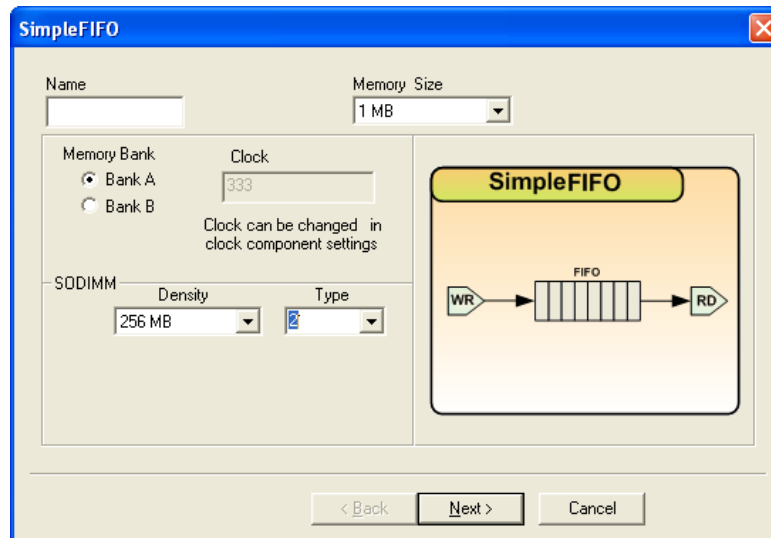 SimpleFIFO
Name
Memory Size
1 MB
Memory Bank
Bank A
Bank B
Clock
333
Clock can be changed in
clock component settings
SODIMM
Density
Type
256 MB
2
SimpleFIFO
FIFO
WR
RD
< Back
Next >
Cancel